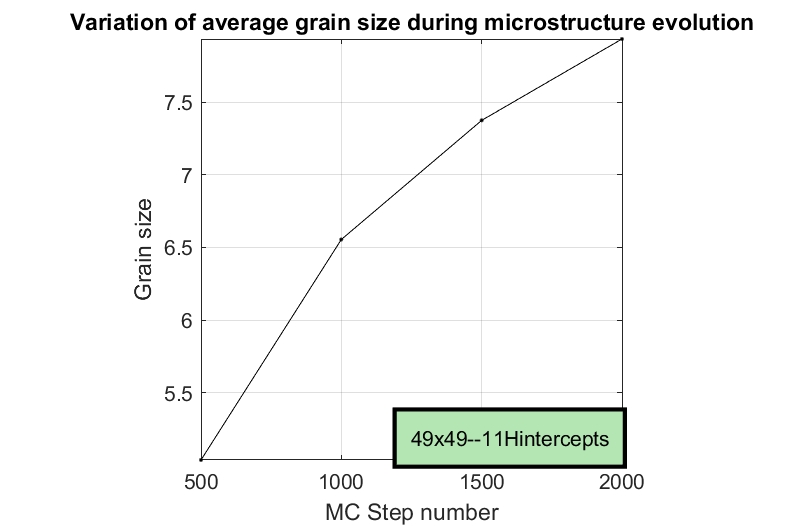 Variation of average grain size during microstructure evolution
7.5
7
6.5
6
5.5
Grain size
49x49--11Hintercepts
500 1000 1500 2000
MC Step number